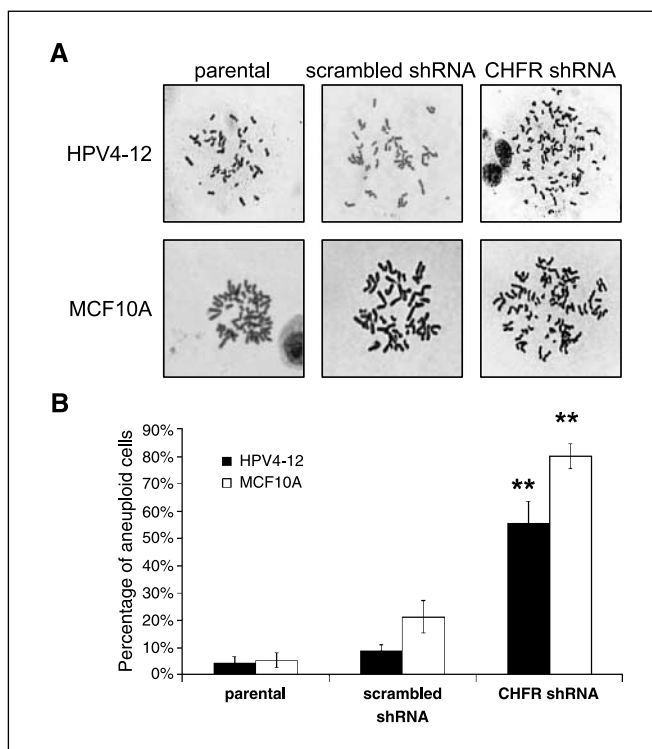 A
parental scrambled shRNA CHFR shRNA
HPV4-12
MCF10A
B
Percentage of aneuploid cells
90%
80%
70%
60%
50%
40%
30%
20%
10%
0%
HPV4-12
MCF10A
**
**
parental scrambled shRNA CHFR shRNA